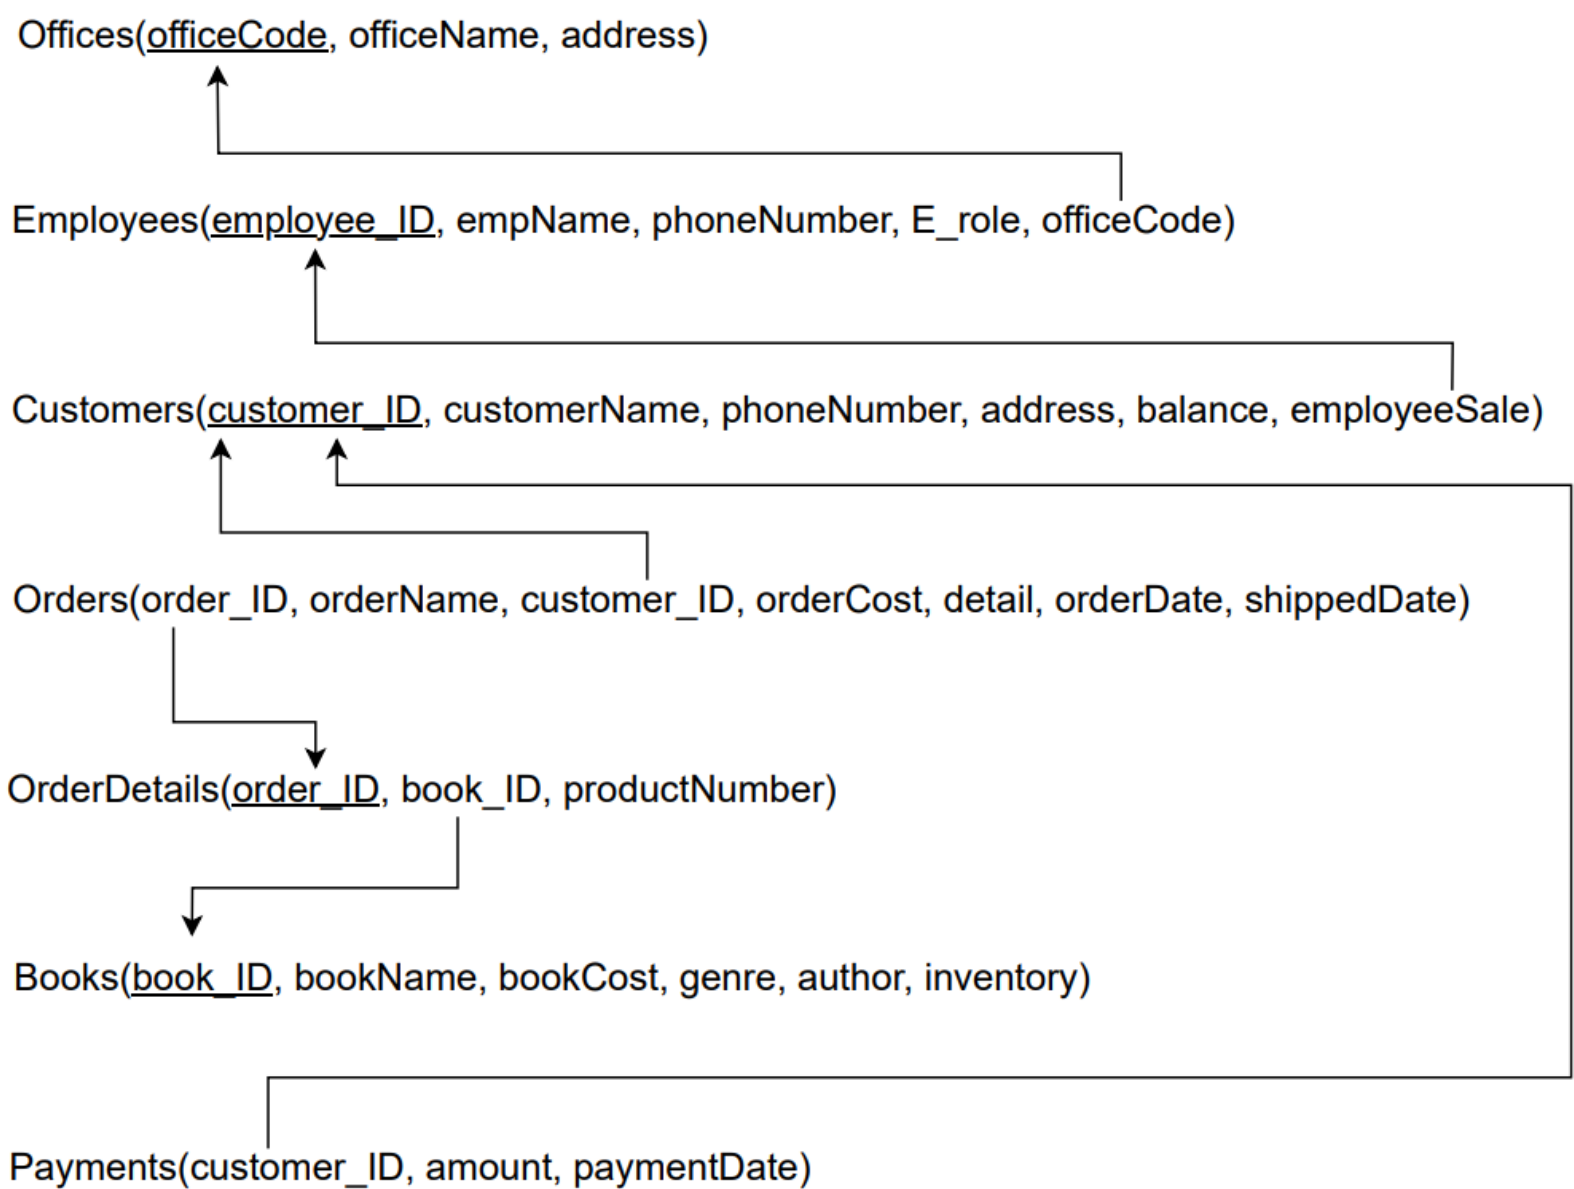 Offices(officeCode, officeName, address)
Employees(employee_ID, empName, phoneNumber, E_role, officeCode)
Customers(customer_ID, customerName, phoneNumber, address, balance, employeeSale)
Orders(order_ID, orderName, customer_ID, orderCost, detail, orderDate, shippedDate)
OrderDetails(order_ID, book_ID, productNumber)
Books(book_ID, bookName, bookCost, genre, author, inventory)
Payments(customer_ID, amount, paymentDate)